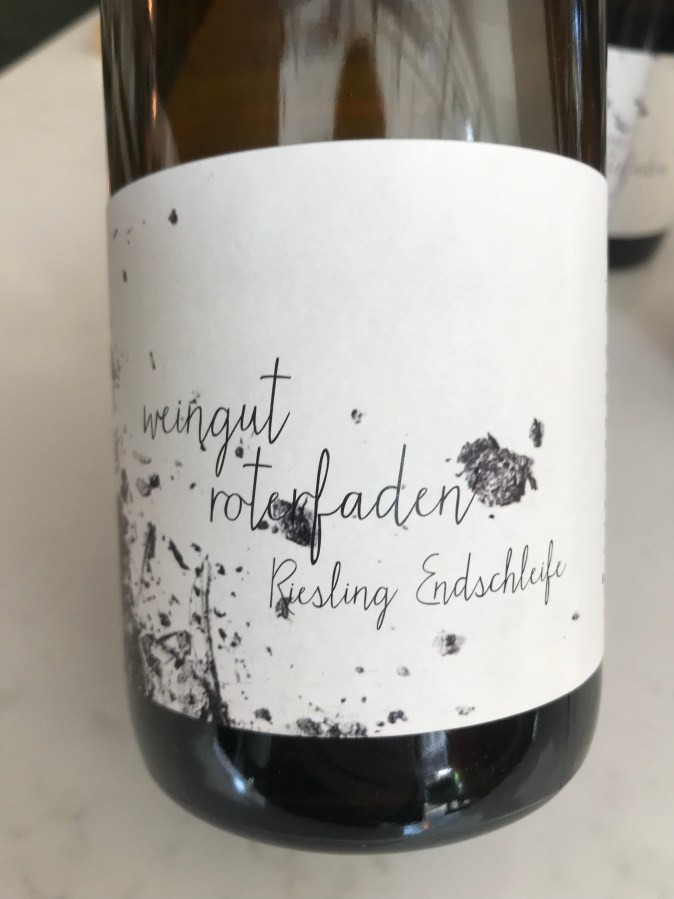 weingut
roterfaden
Riesling Endschleife